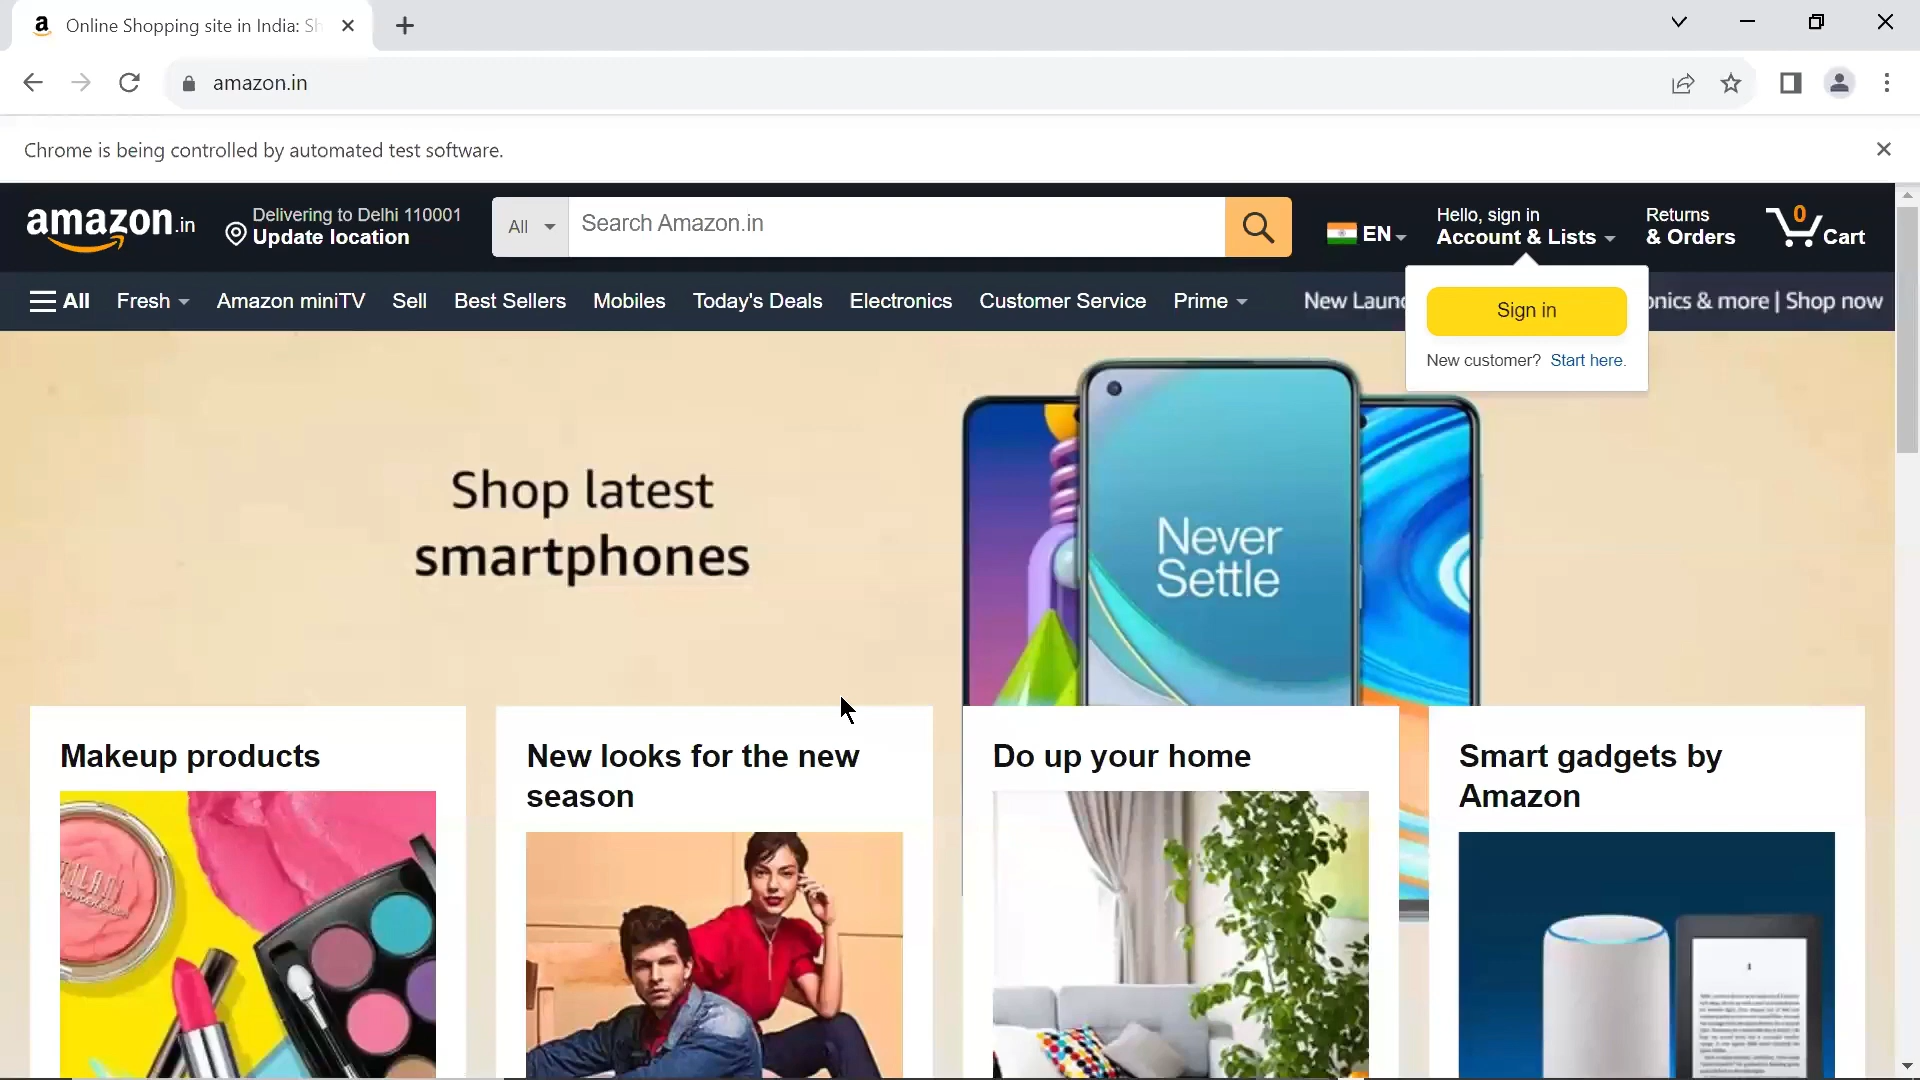 Online Shopping site in India: Sh
amazon.in
Chrome is being controlled by automated test software.
amazon.in
Delivering to Delhi 110001
Update location
All
Search Amazon.in
EN
Hello, sign in
Account & Lists
Returns
& Orders
0
Cart
All
Fresh
Amazon miniTV
Sell
Best Sellers
Mobiles
Today's Deals
Electronics
Customer Service
Prime
New Launc
onics & more | Shop now
Sign in
New customer? Start here.
Shop latest
smartphones
Never
Settle
Makeup products
New looks for the new
season
Do up your home
Smart gadgets by
Amazon
MILANI